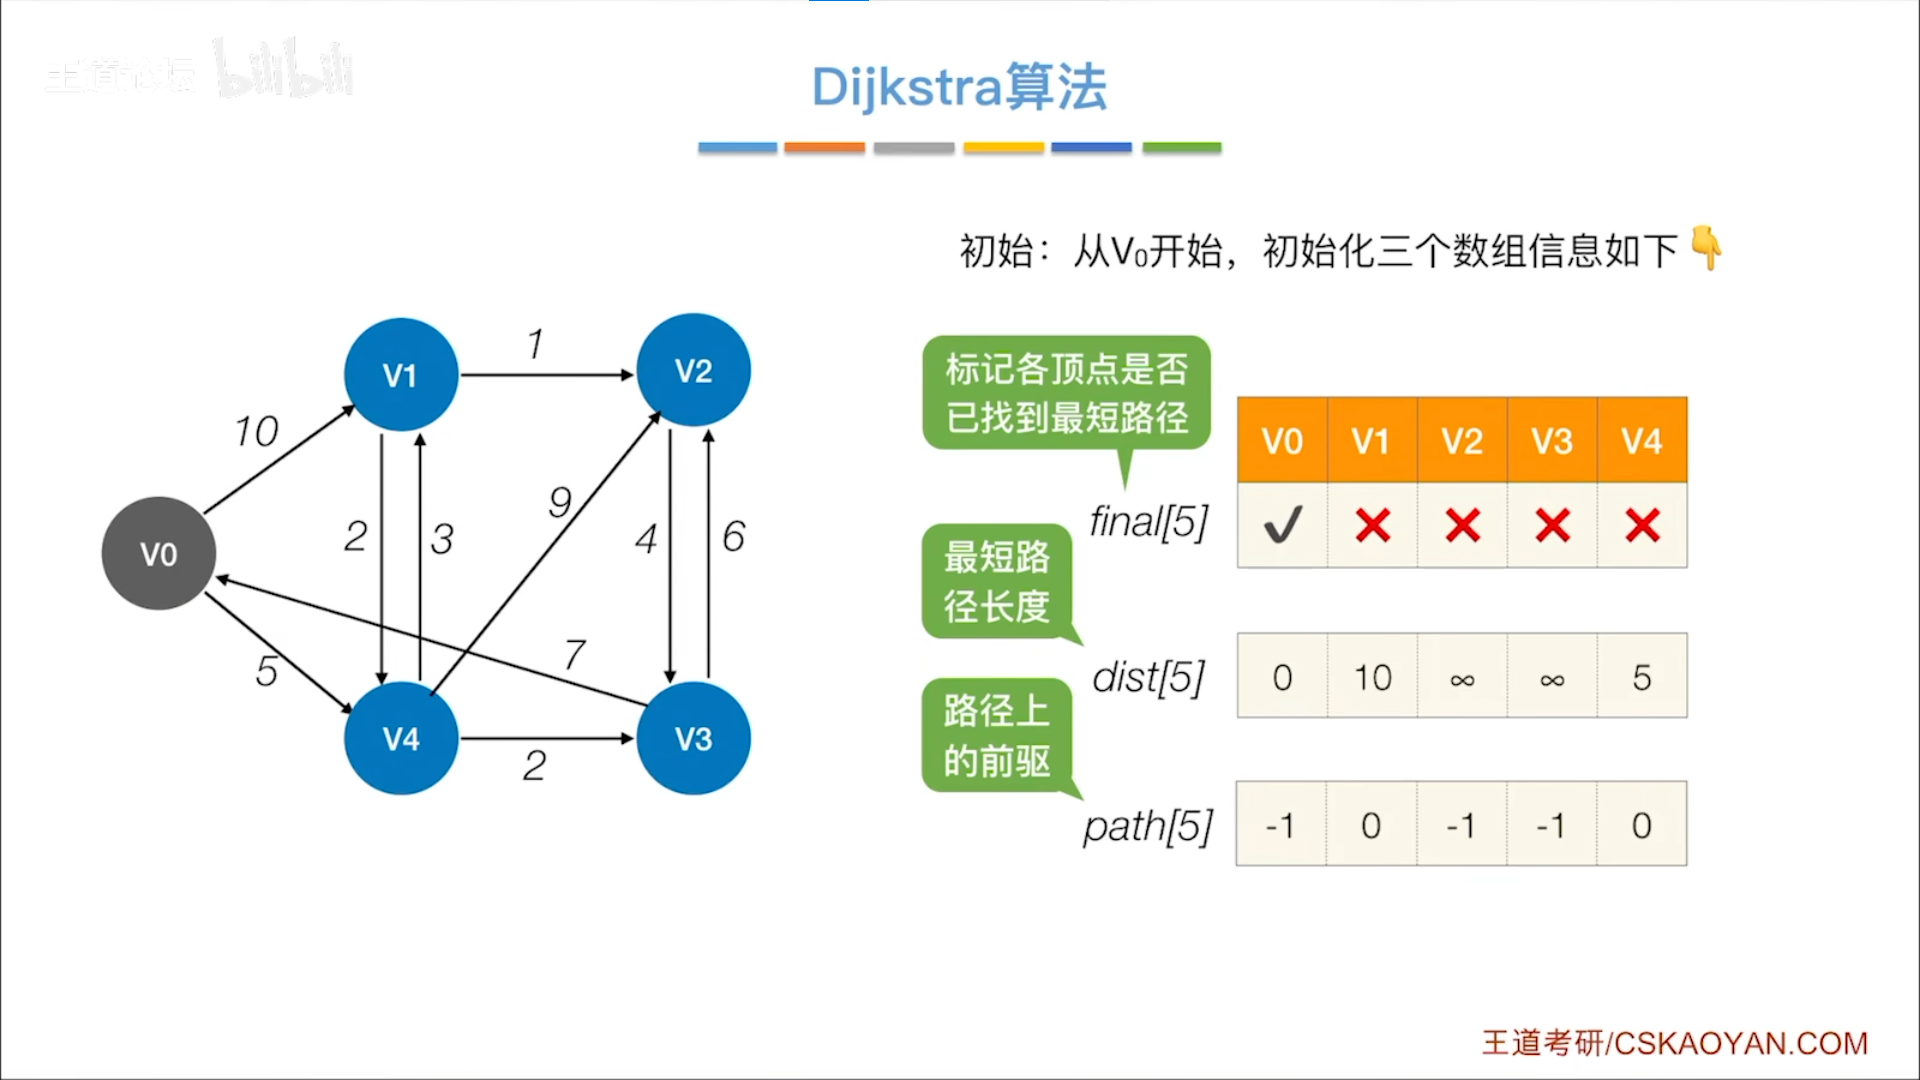 王道论坛 bilibili
Dijkstra算法
初始：从V₀开始，初始化三个数组信息如下👇
V1
V2
V0
V4
V3
10
1
2
3
9
4
6
5
7
2
标记各顶点是否
已找到最短路径
V0 V1 V2 V3 V4
final[5] ✓ ❌ ❌ ❌ ❌
最短路
径长度
dist[5] 0 10 ∞ ∞ 5
路径上
的前驱
path[5] -1 0 -1 -1 0
王道考研/CSKAOYAN.COM